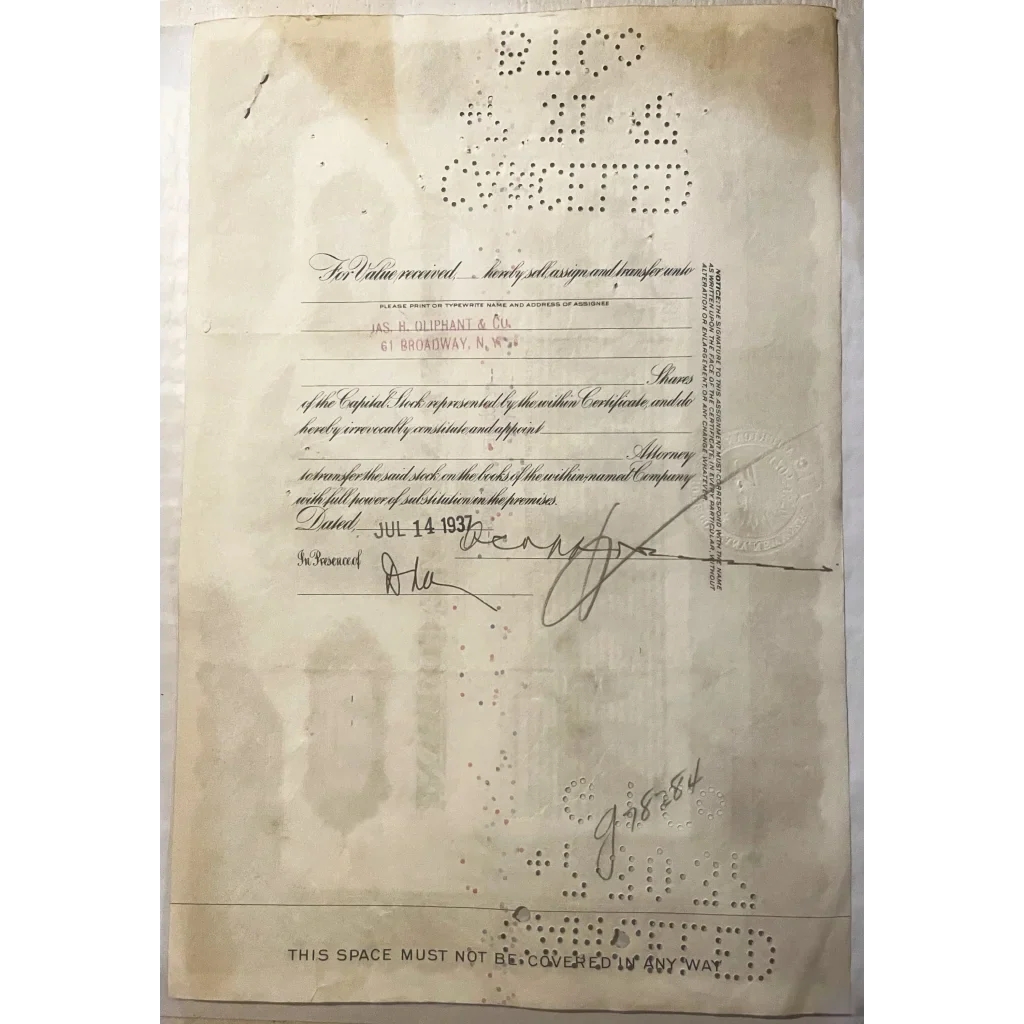 CANCELLED
For Value received, hereby sell, assign and transfer unto
PLEASE PRINT OR TYPEWRITE NAME AND ADDRESS OF ASSIGNEE
JAS. H. OLIPHANT & CO.
61 BROADWAY, N.Y.
Shares
of the Capital Stock represented by the within Certificate, and do
hereby irrevocably constitute and appoint
Attorney
to transfer the said stock on the books of the within-named Company
with full power of substitution in the premises.
Dated, JUL 14 1937
In Presence of
NOTICE: THE SIGNATURE TO THIS ASSIGNMENT MUST CORRESPOND WITH THE NAME
AS WRITTEN UPON THE FACE OF THE CERTIFICATE, IN EVERY PARTICULAR, WITHOUT
ALTERATION OR ENLARGEMENT, OR ANY CHANGE WHATEVER.
CANCELLED
THIS SPACE MUST NOT BE COVERED IN ANY WAY